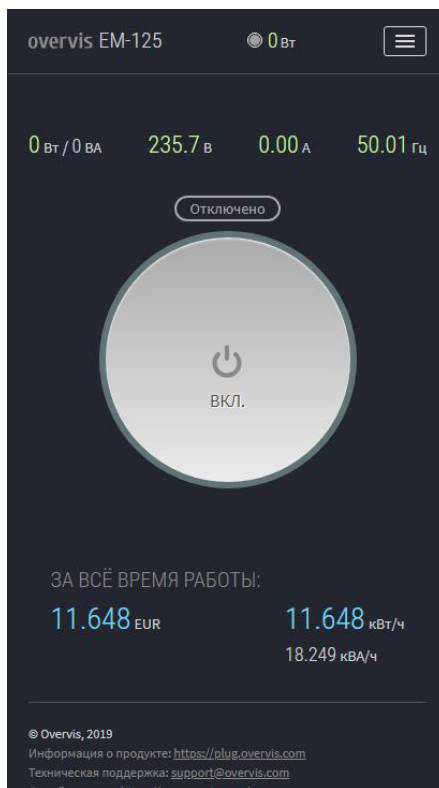 overvis EM-125 0 Вт
0 Вт / 0 ВА 235.7 В 0.00 А 50.01 Гц
Отключено
ВКЛ.
ЗА ВСЁ ВРЕМЯ РАБОТЫ:
11.648 EUR 11.648 кВт/ч
18.249 кВА/ч
© Overvis, 2019
Информация о продукте: https://plug.overvis.com
Техническая поддержка: support@overvis.com